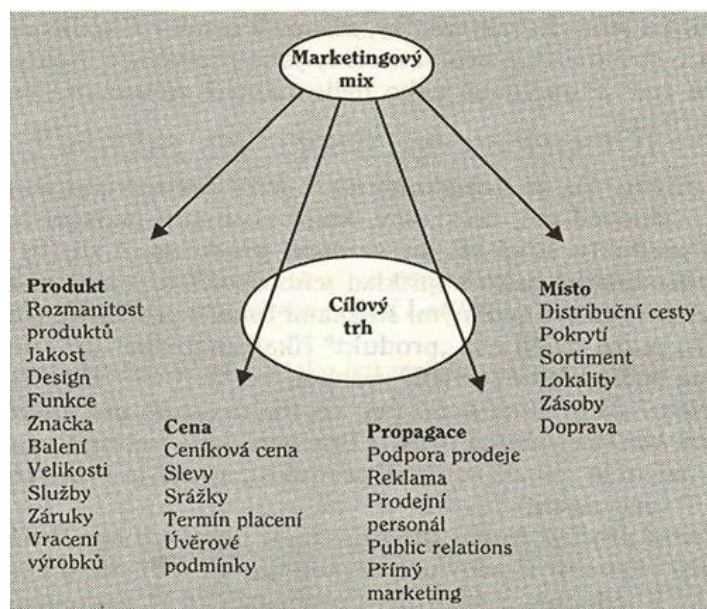 Marketingový
mix
Cílový
trh
Produkt
Rozmanitost
produktů
Jakost
Design
Funkce
Značka
Balení
Velikosti
Služby
Záruky
Vracení
výrobků
Cena
Ceníková cena
Slevy
Srážky
Termín placení
Úvěrové
podmínky
Propagace
Podpora prodeje
Reklama
Prodejní
personál
Public relations
Přímý
marketing
Místo
Distribuční cesty
Pokrytí
Sortiment
Lokality
Zásoby
Doprava